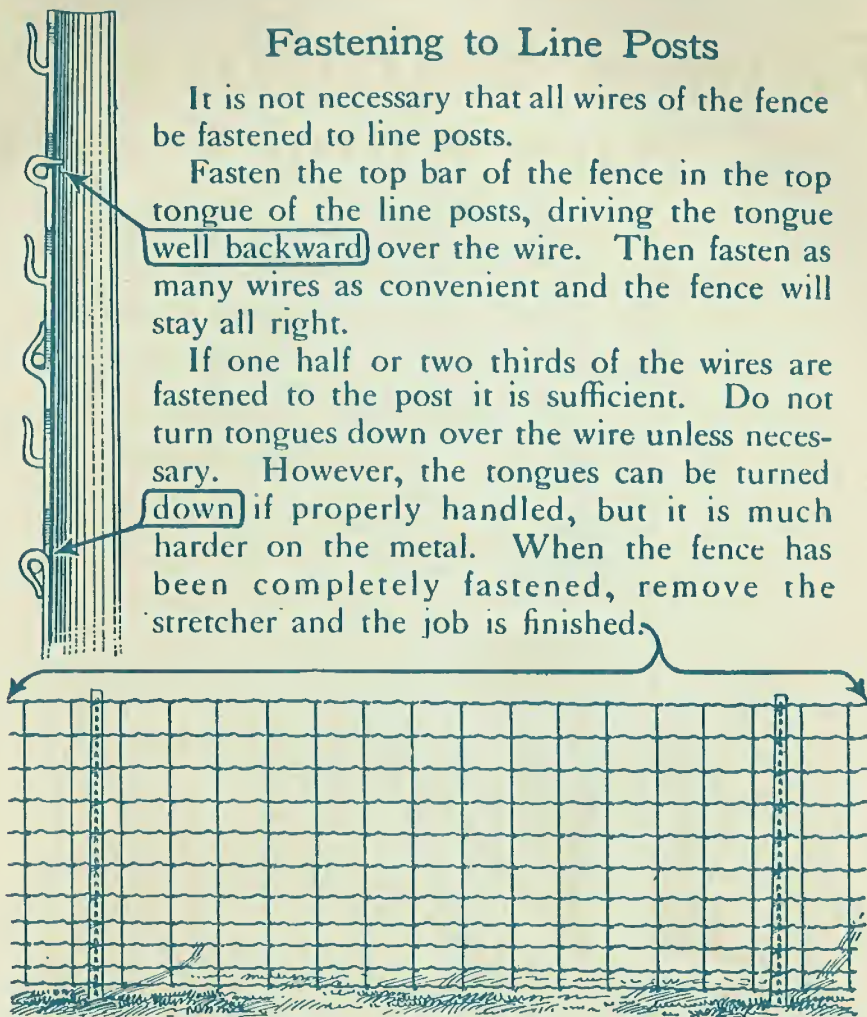 Fastening to Line Posts
It is not necessary that all wires of the fence
be fastened to line posts.
Fasten the top bar of the fence in the top
tongue of the line posts, driving the tongue
well backward over the wire. Then fasten as
many wires as convenient and the fence will
stay all right.
If one half or two thirds of the wires are
fastened to the post it is sufficient. Do not
turn tongues down over the wire unless neces-
sary. However, the tongues can be turned
down if properly handled, but it is much
harder on the metal. When the fence has
been completely fastened, remove the
stretcher and the job is finished.